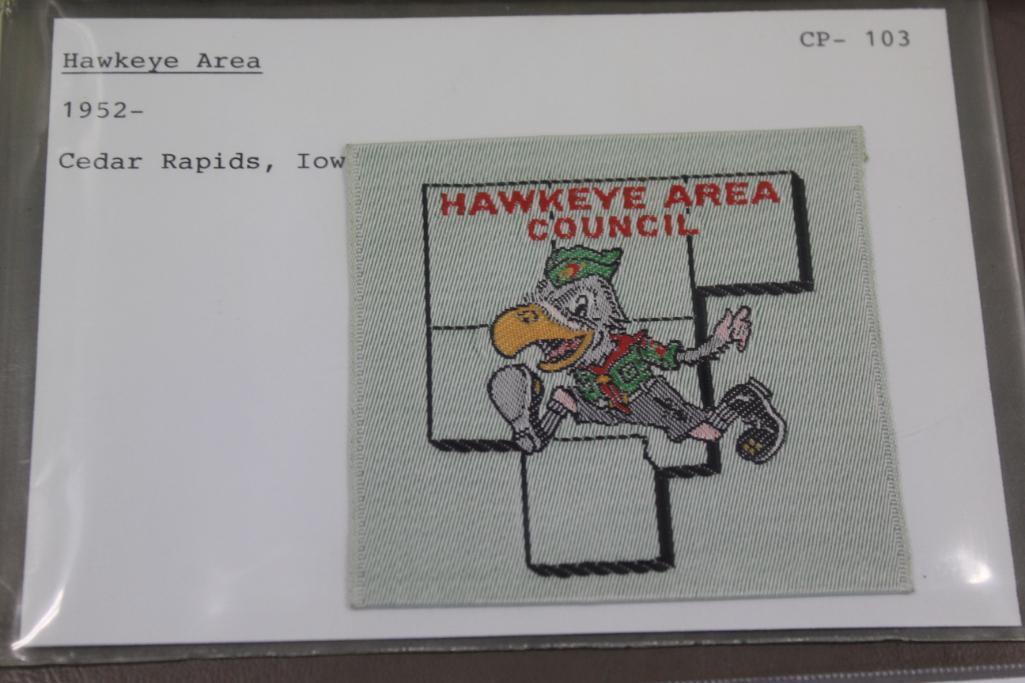 CP- 103
Hawkeye Area
1952-
Cedar Rapids, Iow
HAWKEYE AREA
COUNCIL